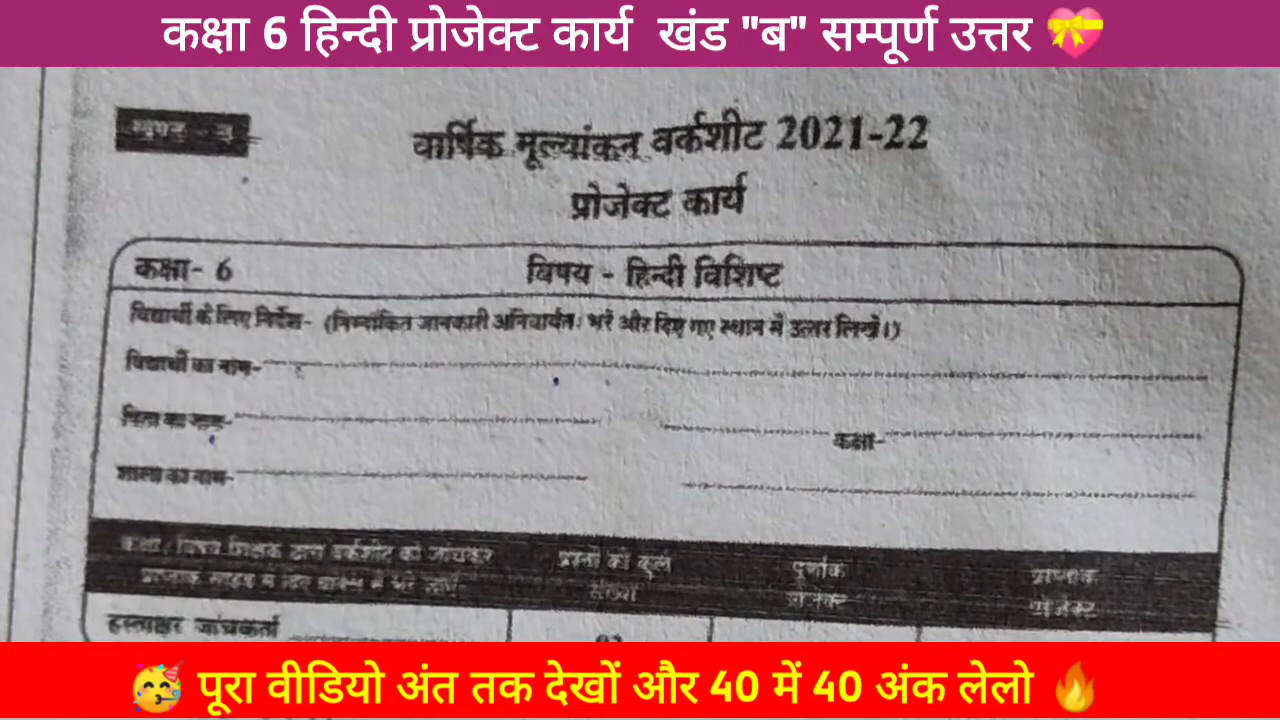 कक्षा 6 हिन्दी प्रोजेक्ट कार्य खंड "ब" सम्पूर्ण उत्तर 💝
वार्षिक मूल्यांकन वर्कशीट 2021-22
प्रोजेक्ट कार्य
कक्षा- 6 विषय - हिन्दी विशिष्ट
विद्यार्थी के लिए निर्देश- (निम्नांकित जानकारी अनिवार्यतः भरें और दिए गए स्थान में उत्तर लिखें।)
विद्यार्थी का नाम-
पिता का नाम- कक्षा-
शाला का नाम-
प्रश्नों की कुल पूर्णांक
संख्या
हस्ताक्षर जांचकर्ता
🥳 पूरा वीडियो अंत तक देखों और 40 में 40 अंक लेलो 🔥